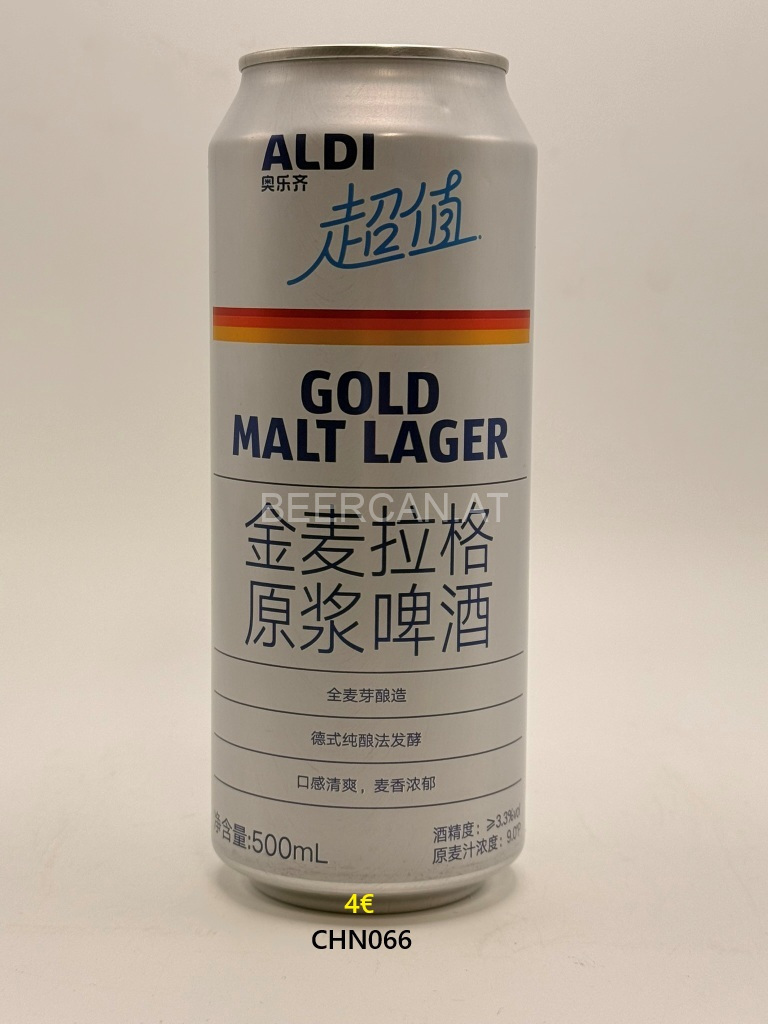 ALDI
奥乐齐
超值
GOLD
MALT LAGER
BEERCAN.AT
金麦拉格
原浆啤酒
全麦芽酿造
德式纯酿法发酵
口感清爽，麦香浓郁
净含量:500mL
酒精度：≥3.3%vol
原麦汁浓度：9.0°P
4€
CHN066